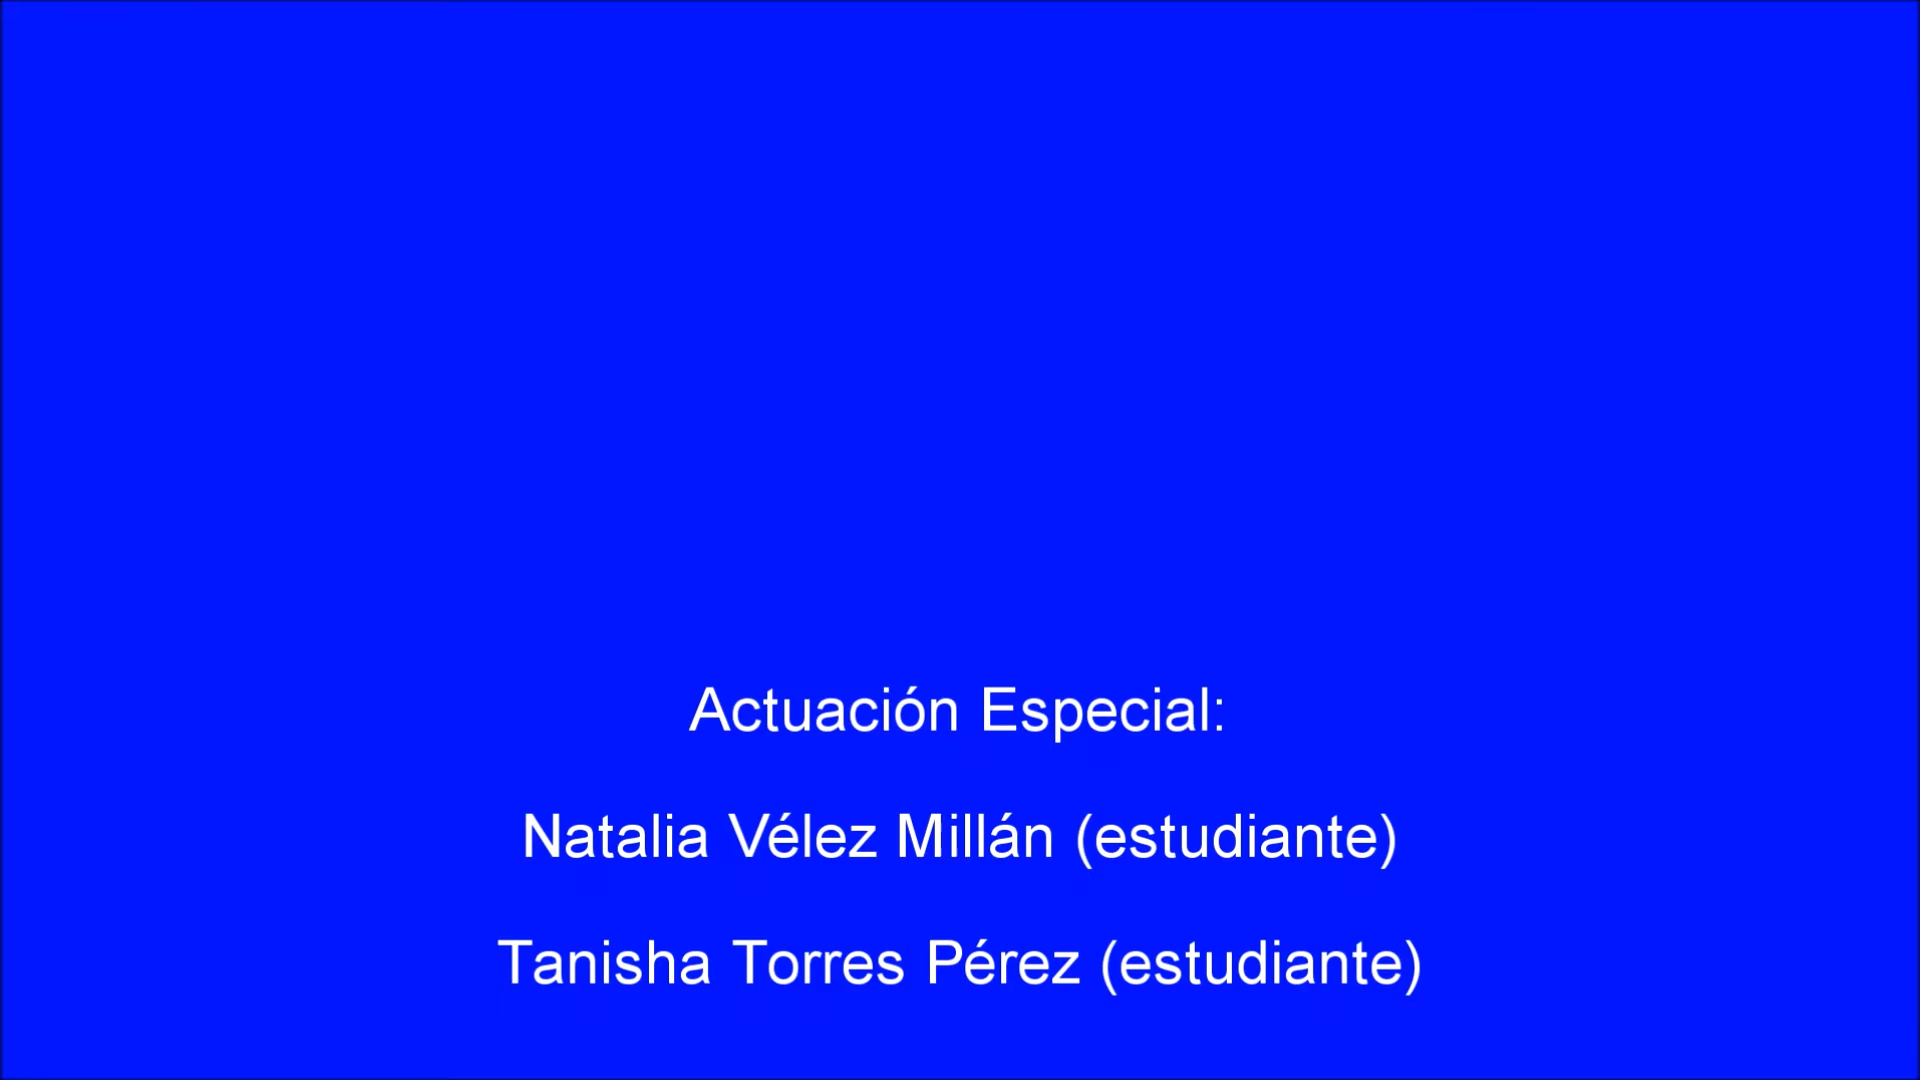 Actuación Especial:
Natalia Vélez Millán (estudiante)
Tanisha Torres Pérez (estudiante)